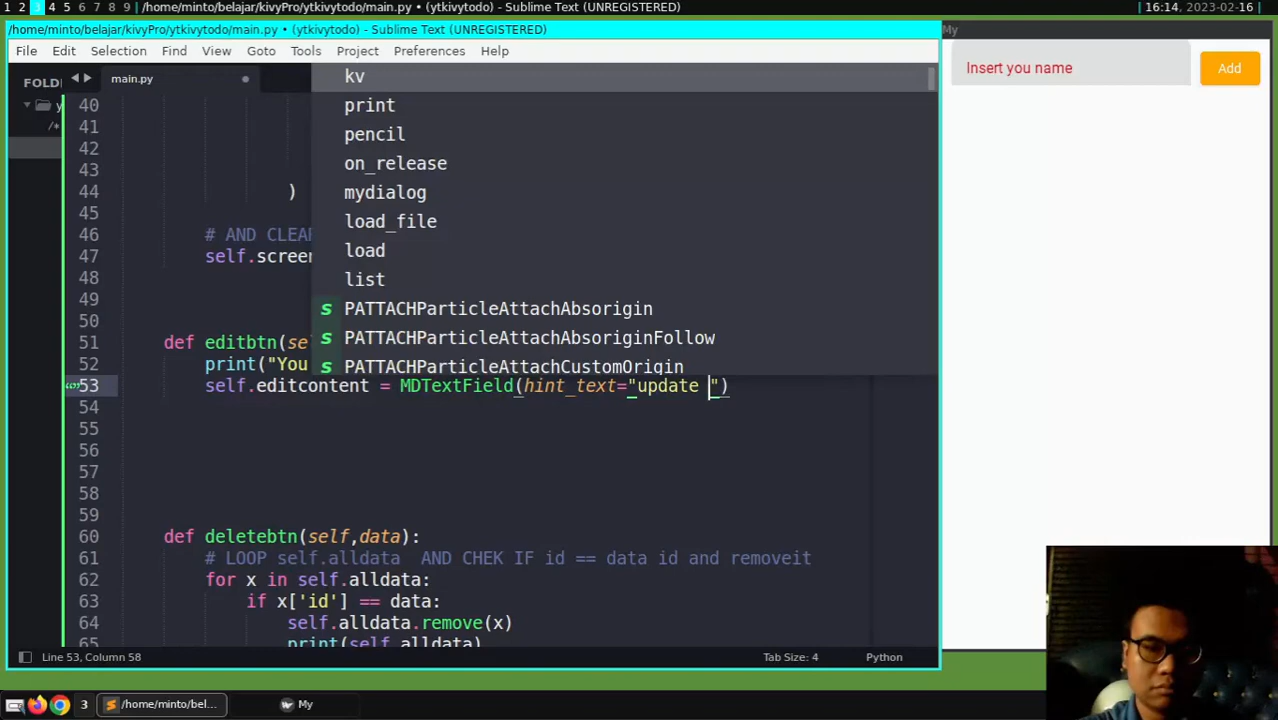 1 2 3 4 5 6 7 8 9 /home/minto/belajar/kivyPro/ytkivytodo/main.py • (ytkivytodo) - Sublime Text (UNREGISTERED) 16:14, 2023-02-16
/home/minto/belajar/kivyPro/ytkivytodo/main.py • (ytkivytodo) - Sublime Text (UNREGISTERED)
My
File Edit Selection Find View Goto Tools Project Preferences Help
FOLD
y
/*
main.py
kv
print
pencil
on_release
mydialog
load_file
load
list
s PATTACHParticleAttachAbsorigin
s PATTACHParticleAttachAbsoriginFollow
PATTACHParticleAttachCustomOrigin
40
41
42
43
44 )
45
46 # AND CLEAR
47 self.screen
48
49
50
51 def editbtn(se
52 print("You
53 self.editcontent = MDTextField(hint_text="update ")
54
55
56
57
58
59
60 def deletebtn(self,data):
61 # LOOP self.alldata AND CHEK IF id == data id and removeit
62 for x in self.alldata:
63 if x['id'] == data:
64 self.alldata.remove(x)
65 print(self.alldata)
Line 53, Column 58 Tab Size: 4 Python
Insert you name
Add
3 /home/minto/bel... My